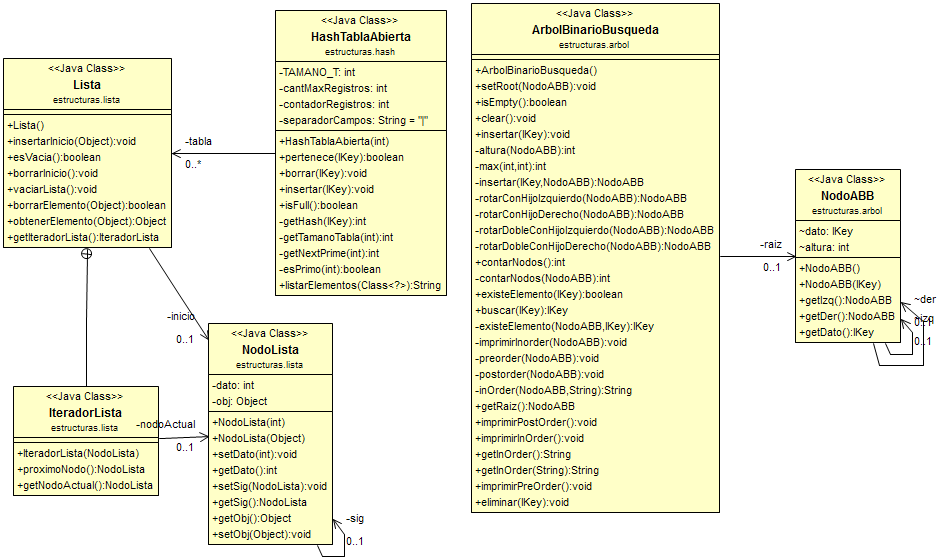 <<Java Class>>
Lista
estructuras.lista
+Lista()
+insertarInicio(Object):void
+esVacia():boolean
+borrarInicio():void
+vaciarLista():void
+borrarElemento(Object):boolean
+obtenerElemento(Object):Object
+getIteradorLista():IteradorLista
<<Java Class>>
HashTablaAbierta
estructuras.hash
-TAMANO_T: int
-cantMaxRegistros: int
-contadorRegistros: int
-separadorCampos: String = "|"
+HashTablaAbierta(int)
+pertenece(IKey):boolean
+borrar(IKey):void
+insertar(IKey):void
+isFull():boolean
-getHash(IKey):int
-getTamanoTabla(int):int
-getNextPrime(int):int
-esPrimo(int):boolean
+listarElementos(Class<?>):String
-tabla
0..*
<<Java Class>>
ArbolBinarioBusqueda
estructuras.arbol
+ArbolBinarioBusqueda()
+setRoot(NodoABB):void
+isEmpty():boolean
+clear():void
+insertar(IKey):void
-altura(NodoABB):int
-max(int,int):int
-insertar(IKey,NodoABB):NodoABB
-rotarConHijoIzquierdo(NodoABB):NodoABB
-rotarConHijoDerecho(NodoABB):NodoABB
-rotarDobleConHijoIzquierdo(NodoABB):NodoABB
-rotarDobleConHijoDerecho(NodoABB):NodoABB
+contarNodos():int
-contarNodos(NodoABB):int
+existeElemento(IKey):boolean
+buscar(IKey):IKey
-existeElemento(NodoABB,IKey):IKey
-imprimirInorder(NodoABB):void
-preorder(NodoABB):void
-postorder(NodoABB):void
-inOrder(NodoABB,String):String
+getRaiz():NodoABB
+imprimirPostOrder():void
+imprimirInOrder():void
+getInOrder():String
+getInOrder(String):String
+imprimirPreOrder():void
+eliminar(IKey):void
-raiz
0..1
<<Java Class>>
NodoABB
estructuras.arbol
~dato: IKey
~altura: int
+NodoABB()
+NodoABB(IKey)
+getIzq():NodoABB
+getDer():NodoABB
+getDato():IKey
~der
0..1
~izq
0..1
-inicio
0..1
<<Java Class>>
NodoLista
estructuras.lista
-dato: int
-obj: Object
+NodoLista(int)
+NodoLista(Object)
+setDato(int):void
+getDato():int
+setSig(NodoLista):void
+getSig():NodoLista
+getObj():Object
+setObj(Object):void
-sig
0..1
<<Java Class>>
IteradorLista
estructuras.lista
+IteradorLista(NodoLista)
+proximoNodo():NodoLista
+getNodoActual():NodoLista
-nodoActual
0..1